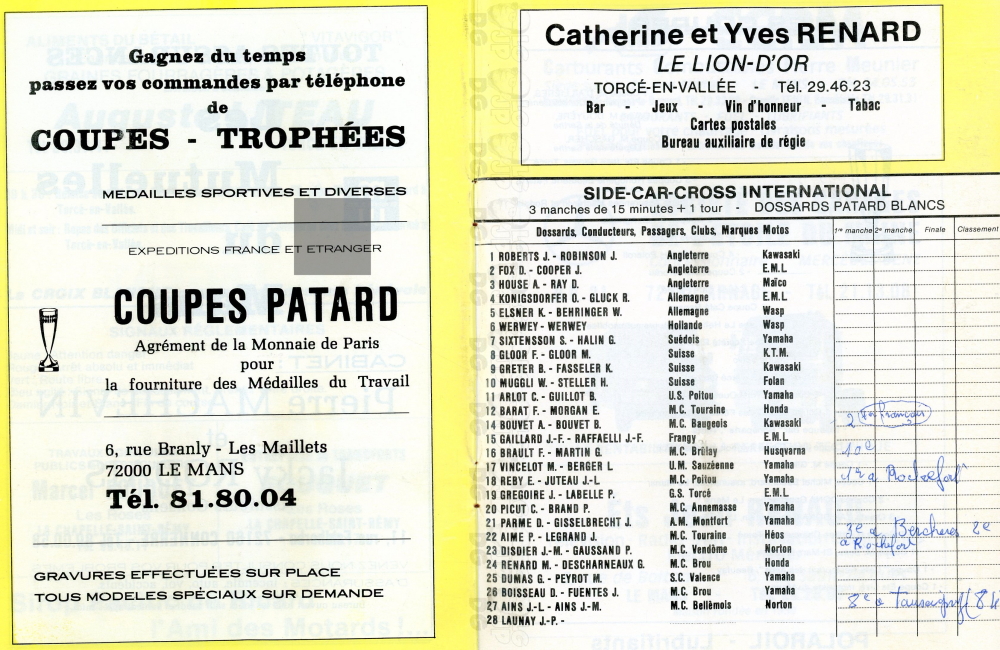 Gagnez du temps
passez vos commandes par téléphone
de
COUPES - TROPHÉES
MEDAILLES SPORTIVES ET DIVERSES
EXPEDITIONS FRANCE ET ETRANGER
COUPES PATARD
Agrément de la Monnaie de Paris
pour
la fourniture des Médailles du Travail
6, rue Branly - Les Maillets
72000 LE MANS
Tél. 81.80.04
GRAVURES EFFECTUÉES SUR PLACE
TOUS MODELES SPÉCIAUX SUR DEMANDE
Catherine et Yves RENARD
LE LION-D'OR
TORCÉ-EN-VALLÉE Tél. 29.46.23
Bar - Jeux - Vin d'honneur - Tabac
Cartes postales
Bureau auxiliaire de régie
SIDE-CAR-CROSS INTERNATIONAL
3 manches de 15 minutes + 1 tour - DOSSARDS PATARD BLANCS
Dossards, Conducteurs, Passagers, Clubs, Marques Motos 1re manche 2e manche Finale Classement
1 ROBERTS J. - ROBINSON J. Angleterre Kawasaki
2 FOX D. - COOPER J. Angleterre E.M.L
3 HOUSE A. - RAY D. Angleterre Maïco
4 KONIGSDORFER O. - GLUCK R. Allemagne E.M.L
5 ELSNER K. - BEHRINGER W. Allemagne Wasp
6 WERWEY - WERWEY Hollande Wasp
7 SIXTENSSON S. - HALIN G. Suédois Yamaha
8 GLOOR F. - GLOOR M. Suisse K.T.M.
9 GRETER B. - FASSELER K. Suisse Kawasaki
10 MUGGLI W. - STELLER H. Suisse Folan
11 ARLOT C. - GUILLOT B. U.S. Poitou Yamaha
12 BARAT F. - MORGAN E. M.C. Touraine Honda
14 BOUVET A. - BOUVET B. M.C. Baugeois Kawasaki 2 français
15 GAILLARD J.-F. - RAFFAELLI J.-F. Frangy E.M.L
16 BRAULT F. - MARTIN G. M.C. Brûlay Husqvarna 10e
17 VINCELOT M. - BERGER L U.M. Sauzéenne Yamaha à Rochefort
18 REBY E. - JUTEAU J.-L M.C. Poitou Yamaha
19 GREGOIRE J. - LABELLE P. G.S. Torcé E.M.L
20 PICUT C. - BRAND P. M.C. Annemasse Yamaha
21 PARME D. - GISSELBRECHT J. A.M. Montfort Yamaha
22 AIME P. - LEGRAND J. M.C. Touraine Héos 3e à 2e
23 DISDIER J.-M. - GAUSSAND P. M.C. Vendôme Norton à Rochefort
24 RENARD M. - DESCHARNEAUX G. M.C. Brou Honda
25 DUMAS G. - PEYROT M. S.C. Valence Yamaha
26 BOISSEAU D. - FUENTES J. M.C. Brou Yamaha
27 AINS J.-L - AINS J.-M. M.C. Bellêmois Norton 8e à
28 LAUNAY J.-P. -